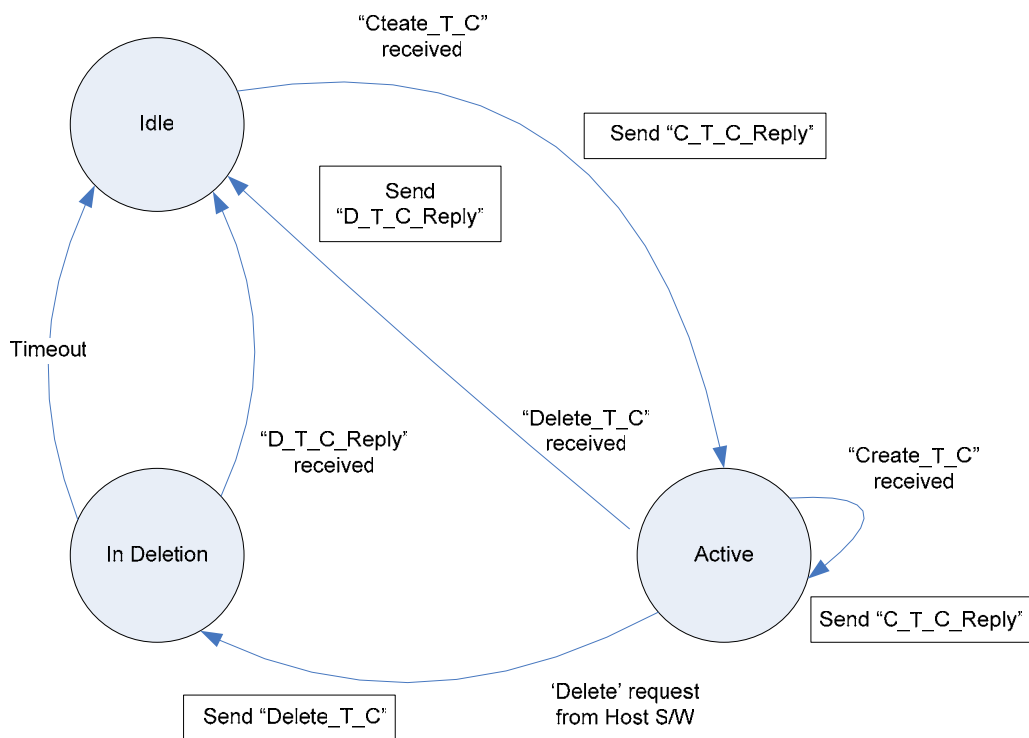 “Cteate_T_C”
received
Idle
Send “C_T_C_Reply”
Send
“D_T_C_Reply”
Timeout
“Delete_T_C”
received
“D_T_C_Reply”
received
“Create_T_C”
received
In Deletion
Active
Send “C_T_C_Reply”
‘Delete’ request
from Host S/W
Send “Delete_T_C”